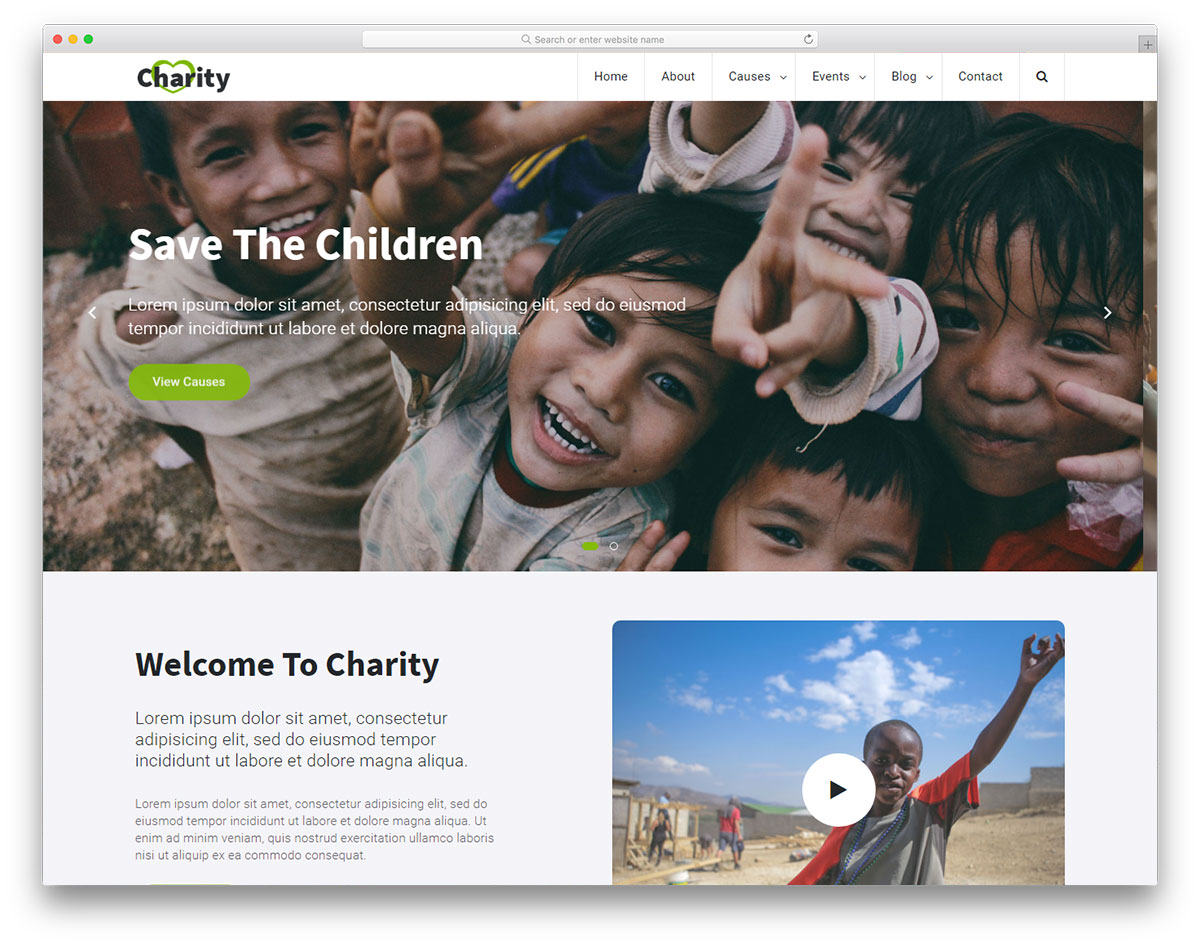 Search or enter website name
Charity
Home About Causes Events Blog Contact
Save The Children
Lorem ipsum dolor sit amet, consectetur adipisicing elit, sed do eiusmod
tempor incididunt ut labore et dolore magna aliqua.
View Causes
Welcome To Charity
Lorem ipsum dolor sit amet, consectetur
adipisicing elit, sed do eiusmod tempor
incididunt ut labore et dolore magna aliqua.
Lorem ipsum dolor sit amet, consectetur adipisicing elit, sed do
eiusmod tempor incididunt ut labore et dolore magna aliqua. Ut
enim ad minim veniam, quis nostrud exercitation ullamco laboris
nisi ut aliquip ex ea commodo consequat.